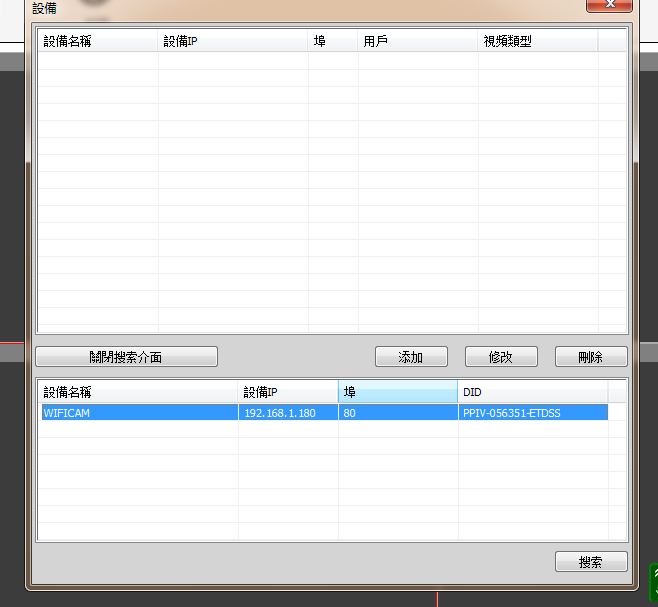 設備
設備名稱 設備IP 埠 用戶 視頻類型
關閉搜索介面 添加 修改 刪除
設備名稱 設備IP 埠 DID
WIFICAM 192.168.1.180 80 PPIV-056351-ETDSS
搜索